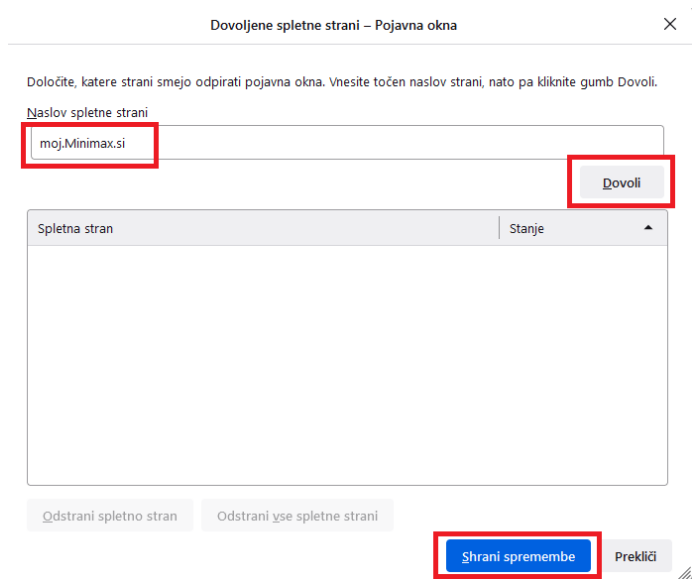 Dovoljene spletne strani – Pojavna okna
Določite, katere strani smejo odpirati pojavna okna. Vnesite točen naslov strani, nato pa kliknite gumb Dovoli.
Naslov spletne strani
moj.Minimax.si
Dovoli
Spletna stran Stanje
Odstrani spletno stran Odstrani vse spletne strani
Shrani spremembe Prekliči